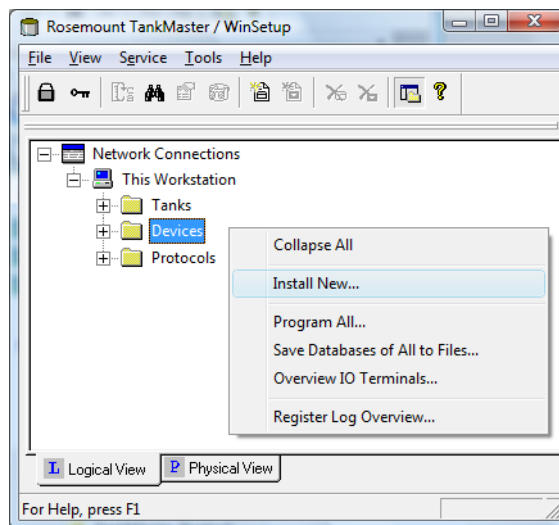 Rosemount TankMaster / WinSetup
File View Service Tools Help
Network Connections
This Workstation
Tanks
Devices
Protocols
Collapse All
Install New...
Program All...
Save Databases of All to Files...
Overview IO Terminals...
Register Log Overview...
L Logical View P Physical View
For Help, press F1